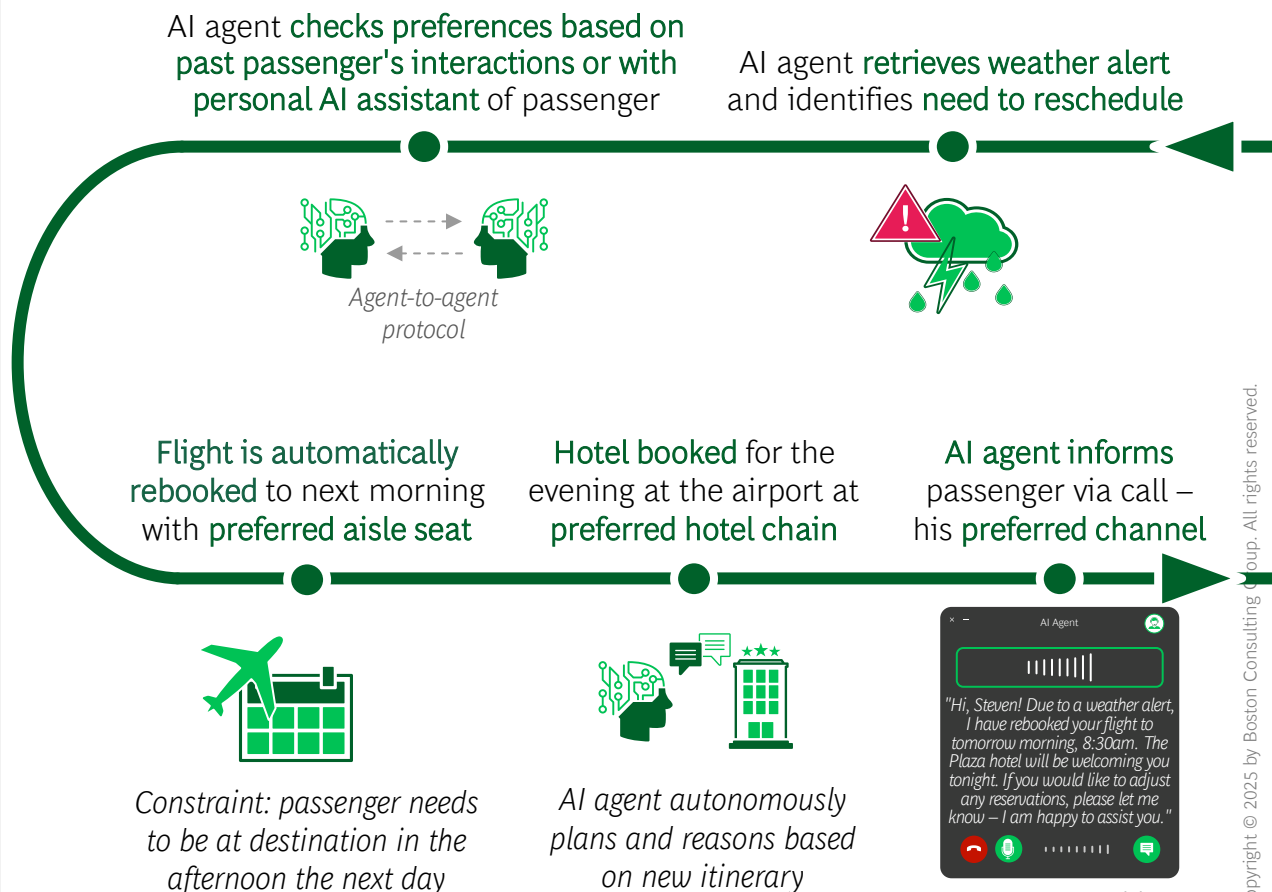 AI agent checks preferences based on
past passenger's interactions or with
personal AI assistant of passenger
AI agent retrieves weather alert
and identifies need to reschedule
!
Agent-to-agent
protocol
Flight is automatically
rebooked to next morning
with preferred aisle seat
Hotel booked for the
evening at the airport at
preferred hotel chain
AI agent informs
passenger via call –
his preferred channel
Constraint: passenger needs
to be at destination in the
afternoon the next day
AI agent autonomously
plans and reasons based
on new itinerary
AI Agent
"Hi, Steven! Due to a weather alert,
I have rebooked your flight to
tomorrow morning, 8:30am. The
Plaza hotel will be welcoming you
tonight. If you would like to adjust
any reservations, please let me
know – I am happy to assist you."
opyright © 2025 by Boston Consulting Group. All rights reserved.